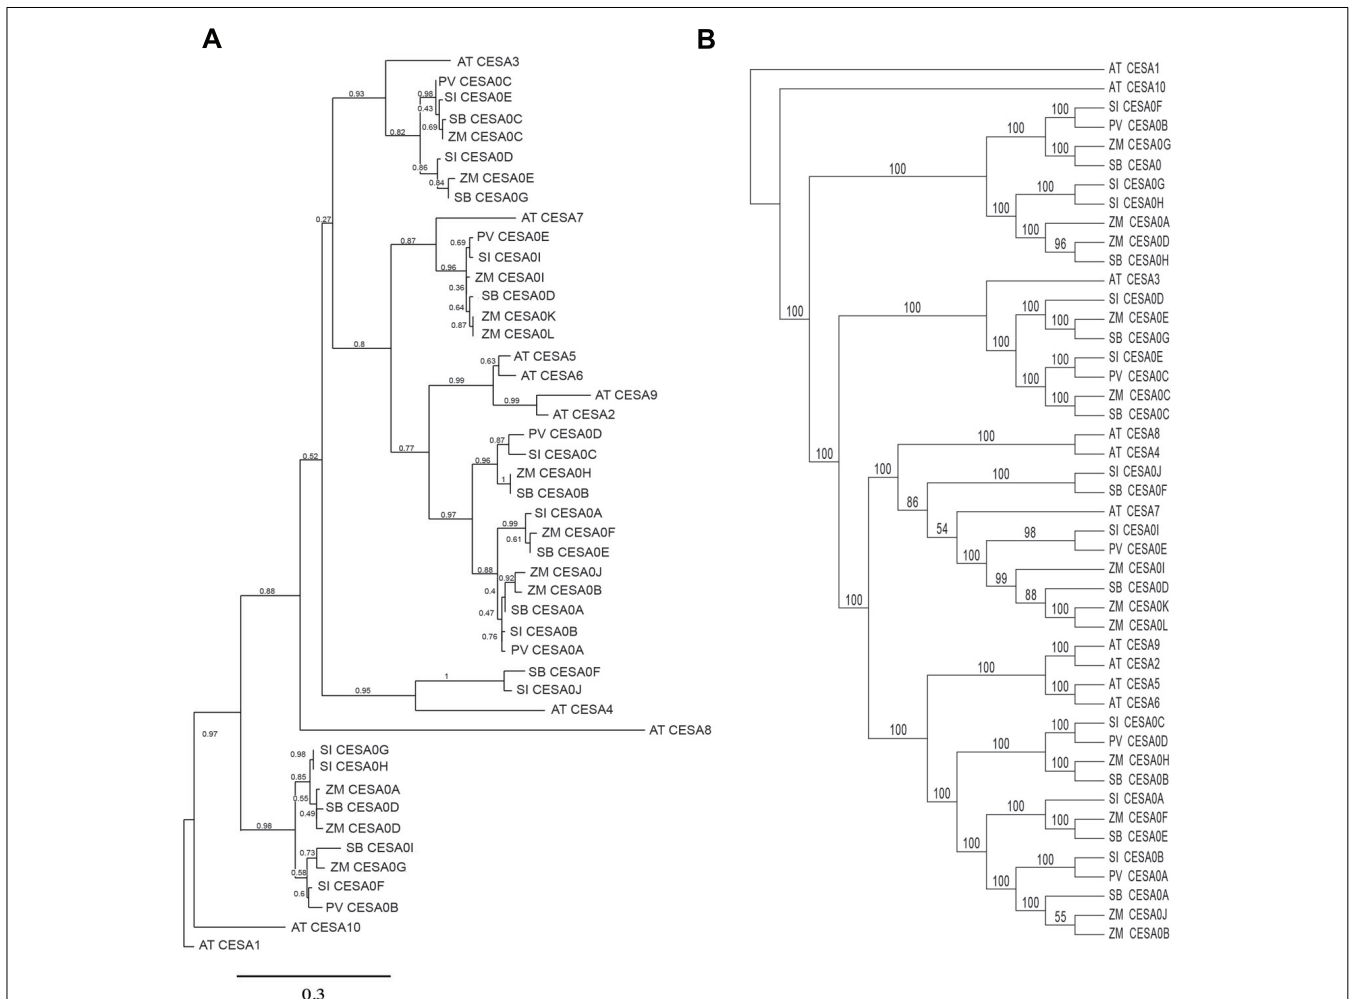 A
AT CESA3
0.93
PV CESA0C
0.98
SI CESA0E
0.43
SB CESA0C
0.69
0.82
ZM CESA0C
SI CESA0D
0.86
ZM CESA0E
0.84
SB CESA0G
0.27
AT CESA7
0.87
PV CESA0E
0.69
SI CESA0I
0.96
ZM CESA0I
0.36
SB CESA0D
0.64
ZM CESA0K
0.87
ZM CESA0L
0.8
AT CESA5
0.63
AT CESA6
0.99
AT CESA9
0.99
AT CESA2
PV CESA0D
0.87
0.77
SI CESA0C
0.96
ZM CESA0H
1
SB CESA0B
0.52
SI CESA0A
0.97
0.99
ZM CESA0F
0.61
SB CESA0E
0.88
ZM CESA0J
0.92
ZM CESA0B
0.4
SB CESA0A
0.47
SI CESA0B
0.76
PV CESA0A
0.88
SB CESA0F
1
SI CESA0J
0.95
AT CESA4
AT CESA8
0.97
SI CESA0G
0.98
SI CESA0H
0.85
ZM CESA0A
0.55
SB CESA0D
0.49
ZM CESA0D
0.98
SB CESA0I
0.73
ZM CESA0G
0.58
SI CESA0F
0.6
PV CESA0B
AT CESA10
AT CESA1
0.3
B
AT CESA1
AT CESA10
SI CESA0F
100
PV CESA0B
100
ZM CESA0G
100
SB CESA0
100
SI CESA0G
100
SI CESA0H
100
ZM CESA0A
100
ZM CESA0D
96
SB CESA0H
AT CESA3
SI CESA0D
100
100
100
ZM CESA0E
100
SB CESA0G
100
SI CESA0E
100
PV CESA0C
100
ZM CESA0C
100
SB CESA0C
AT CESA8
100
AT CESA4
100
100
SI CESA0J
100
SB CESA0F
86
AT CESA7
54
SI CESA0I
98
PV CESA0E
100
ZM CESA0I
99
SB CESA0D
88
100
ZM CESA0K
100
ZM CESA0L
AT CESA9
100
AT CESA2
100
AT CESA5
100
AT CESA6
SI CESA0C
100
100
PV CESA0D
100
ZM CESA0H
100
SB CESA0B
100
SI CESA0A
100
ZM CESA0F
100
SB CESA0E
100
SI CESA0B
100
PV CESA0A
100
SB CESA0A
100
ZM CESA0J
55
ZM CESA0B